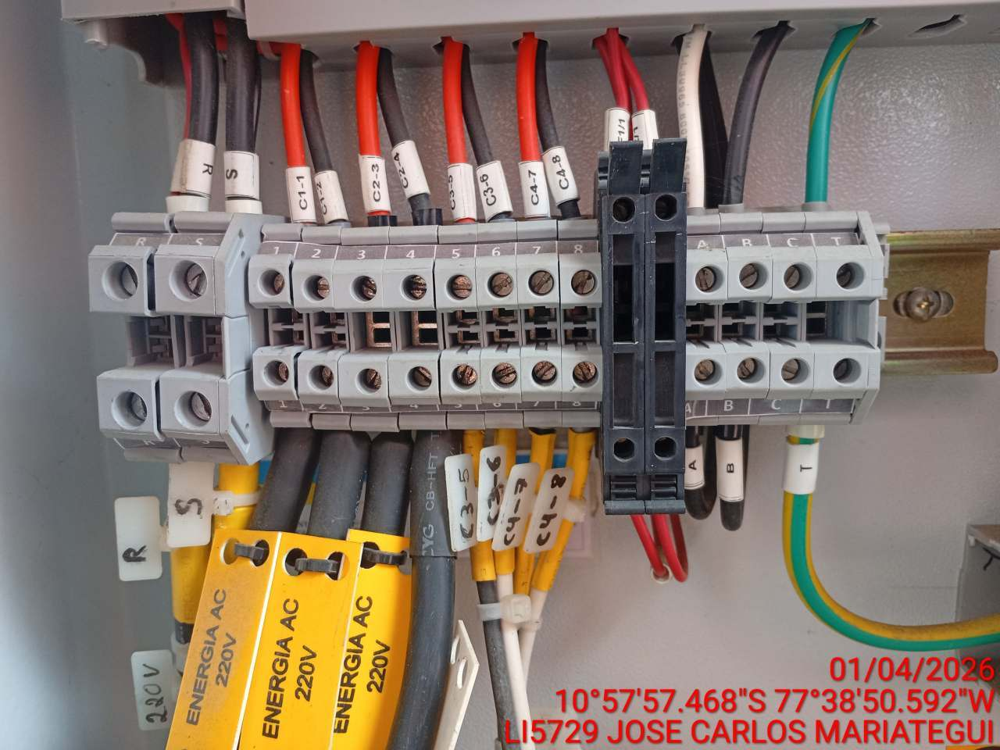 R
S
C1-1
C1-2
C2-3
C2-4
C3-5
C3-6
C4-7
C4-8
F1/1
R
S
1
2
3
4
5
6
7
8
A
B
C
T
1
2
3
4
5
6
7
8
A
B
C
T
A
B
T
R
S
C3-5
C3-6
C4-7
C4-8
CYG CB-HFT
ENERGIA AC
220V
ENERGIA AC
220V
ENERGIA AC
220V
220V
01/04/2026
10°57'57.468"S 77°38'50.592"W
LI5729 JOSE CARLOS MARIATEGUI